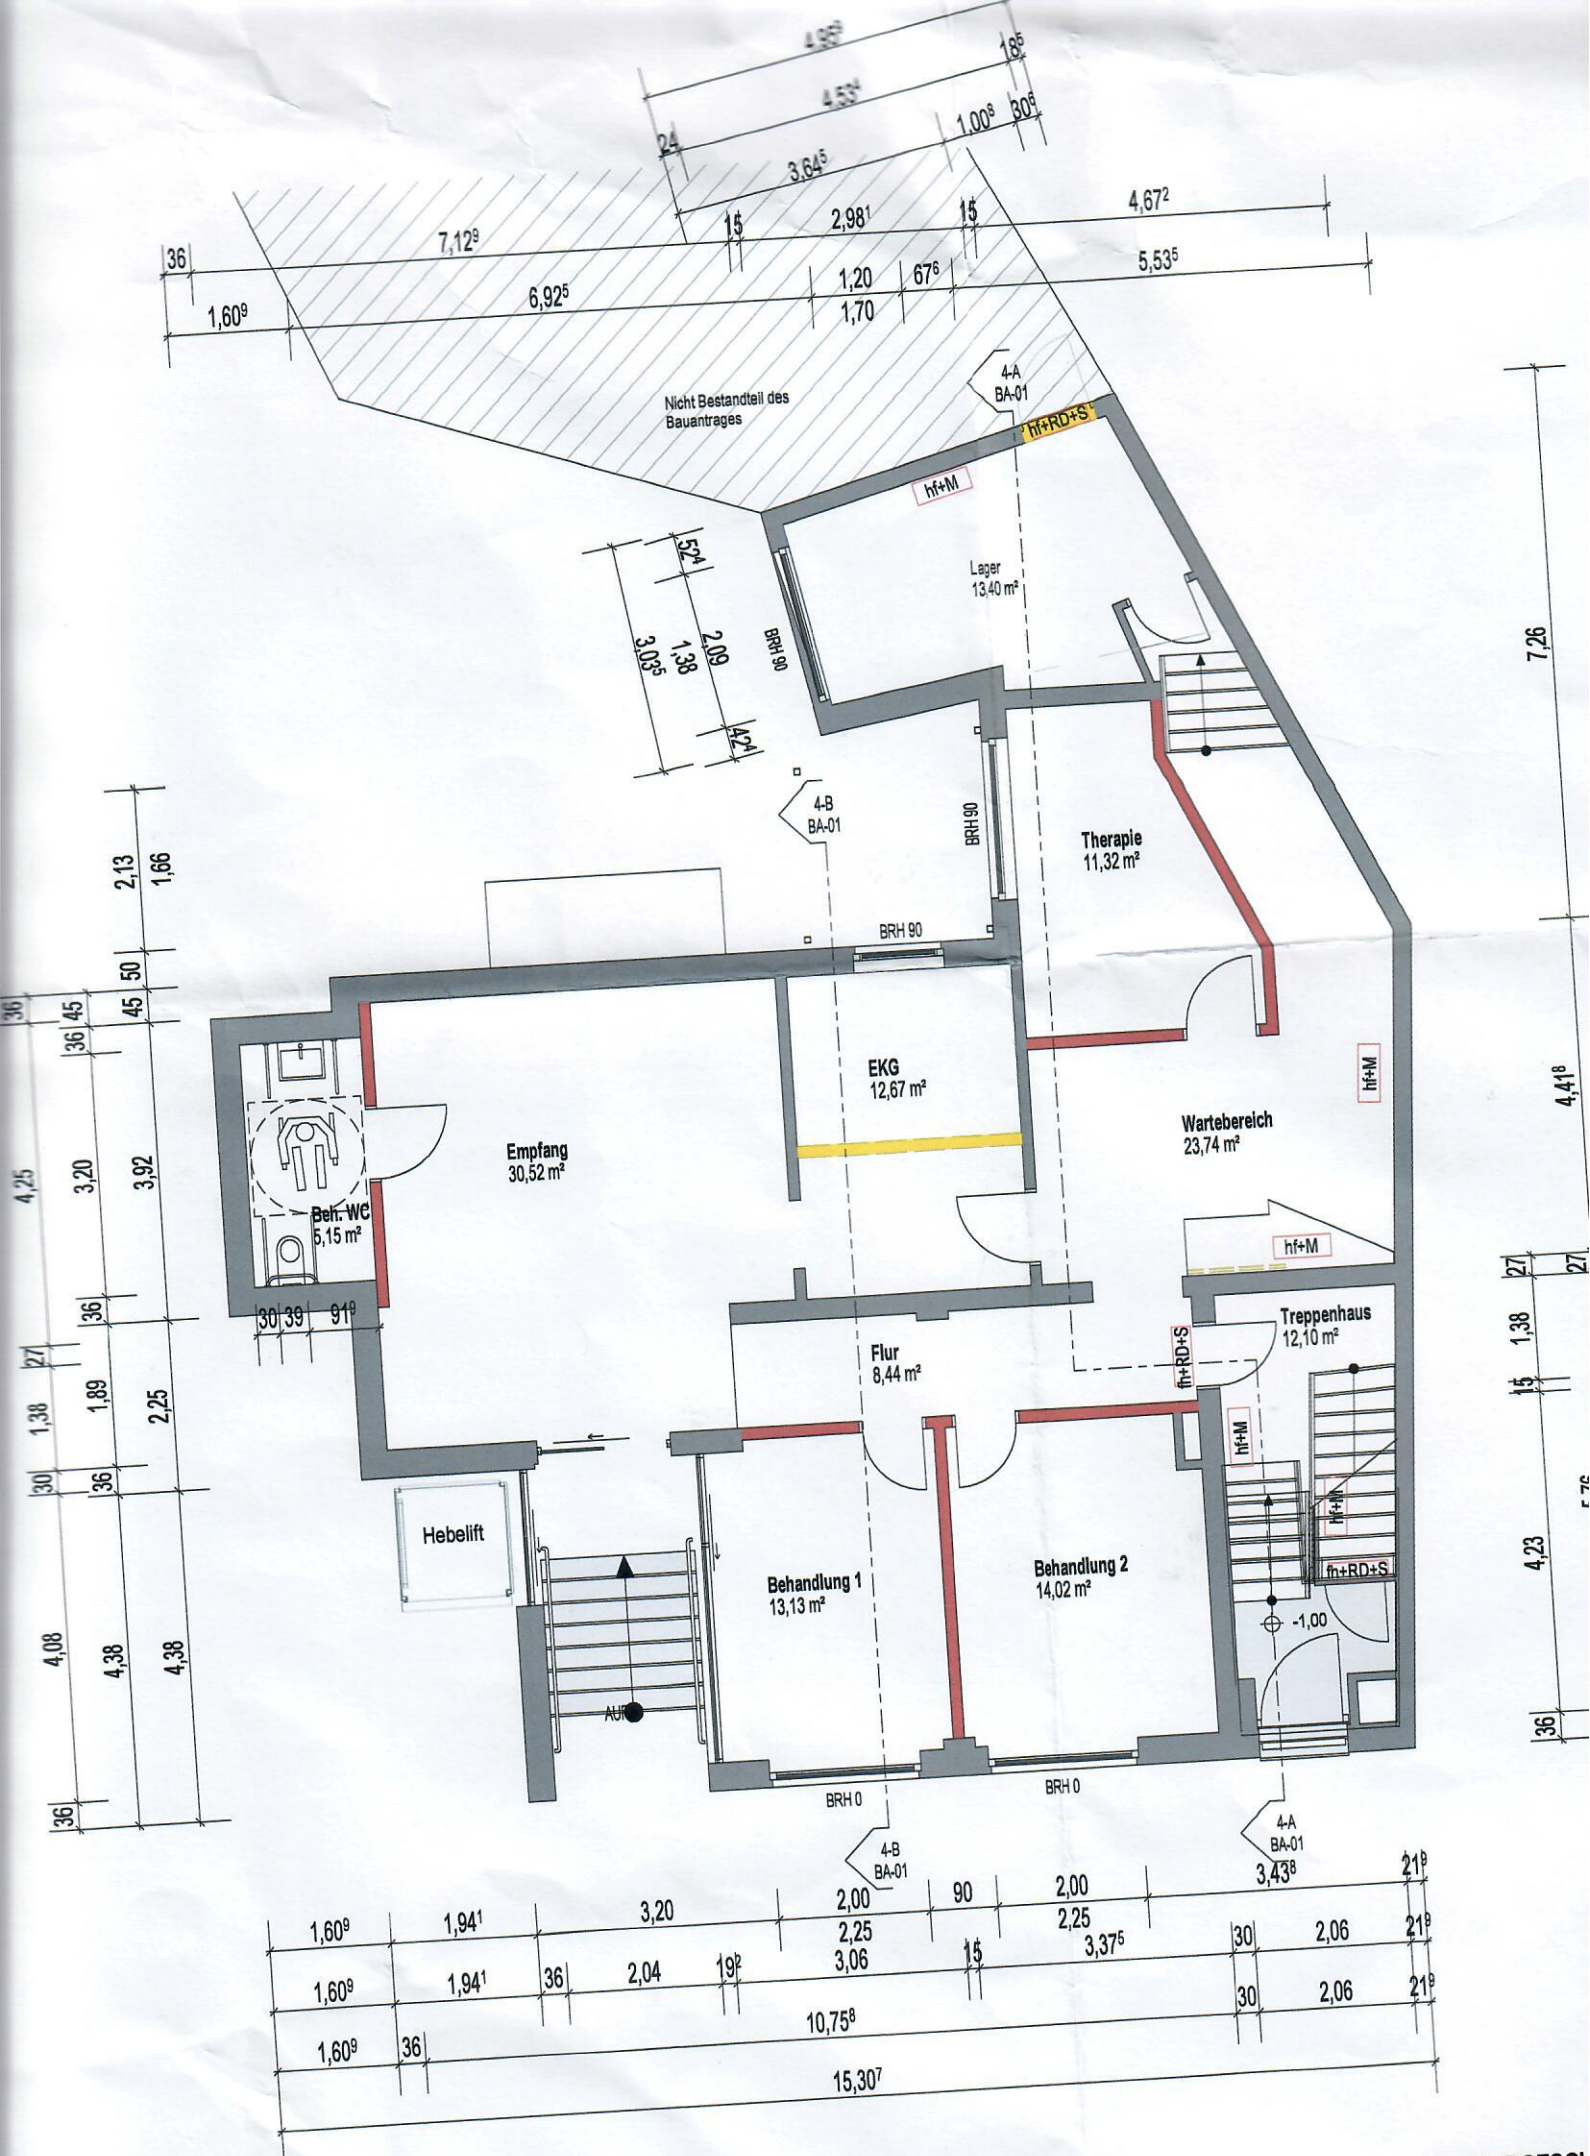 4,95⁹
18⁵
4,53⁴
1,00⁸
30⁶
24
3,64⁵
36
7,12⁹
15
2,98¹
15
4,67²
1,60⁹
6,92⁵
1,20
1,70
67⁶
5,53⁵
Nicht Bestandteil des
Bauantrages
4-A
BA-01
hf+RD+S
hf+M
Lager
13,40 m²
52⁴
2,09
1,38
3,03⁵
42⁴
BRH 90
7,26
4-B
BA-01
BRH 90
Therapie
11,32 m²
2,13
1,66
50
45
BRH 90
36
45
36
EKG
12,67 m²
hf+M
4,41⁸
Empfang
30,52 m²
Wartebereich
23,74 m²
4,25
3,20
3,92
Beh. WC
5,15 m²
hf+M
27
27
36
30
39
91⁹
Treppenhaus
12,10 m²
1,38
27
Flur
8,44 m²
fh+RD+S
15
1,38
1,89
2,25
hf+M
30
36
Hebelift
hf+M
5,76
4,23
Behandlung 1
13,13 m²
Behandlung 2
14,02 m²
fh+RD+S
-1,00
4,08
4,38
4,38
36
36
BRH 0
BRH 0
4-B
BA-01
4-A
BA-01
1,60⁹
1,94¹
3,20
2,00
2,25
90
2,00
2,25
3,43⁸
21⁹
1,60⁹
1,94¹
36
2,04
19²
3,06
15
3,37⁵
30
2,06
21⁹
1,60⁹
36
10,75⁸
30
2,06
21⁹
15,30⁷